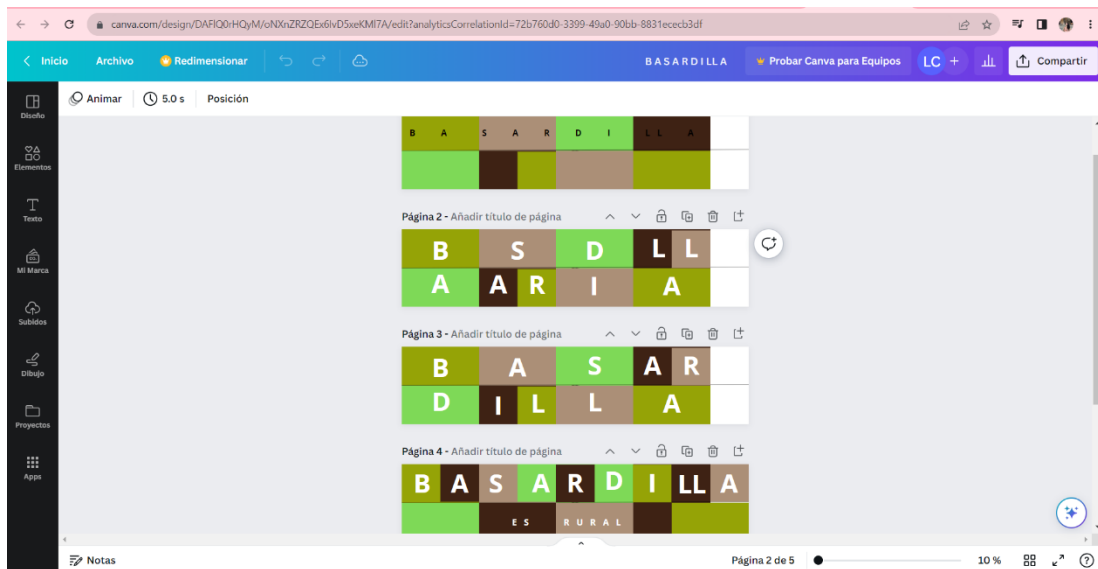 canva.com/design/DAFlQ0rHQyM/oNXnZRZQEx6IvD5xeKMI7A/edit?analyticsCorrelationId=72b760d0-3399-49a0-90bb-8831ececb3df
Inicio Archivo Redimensionar BASARDILLA Probar Canva para Equipos LC + Compartir
Animar 5.0 s Posición
Diseño
Elementos
Texto
Mi Marca
Subidos
Dibujo
Proyectos
Apps
B A S A R D I L L A
Página 2 - Añadir título de página
B S D L L
A A R I A
Página 3 - Añadir título de página
B A S A R
D I L L A
Página 4 - Añadir título de página
B A S A R D I LL A
ES RURAL
Notas Página 2 de 5 10 %